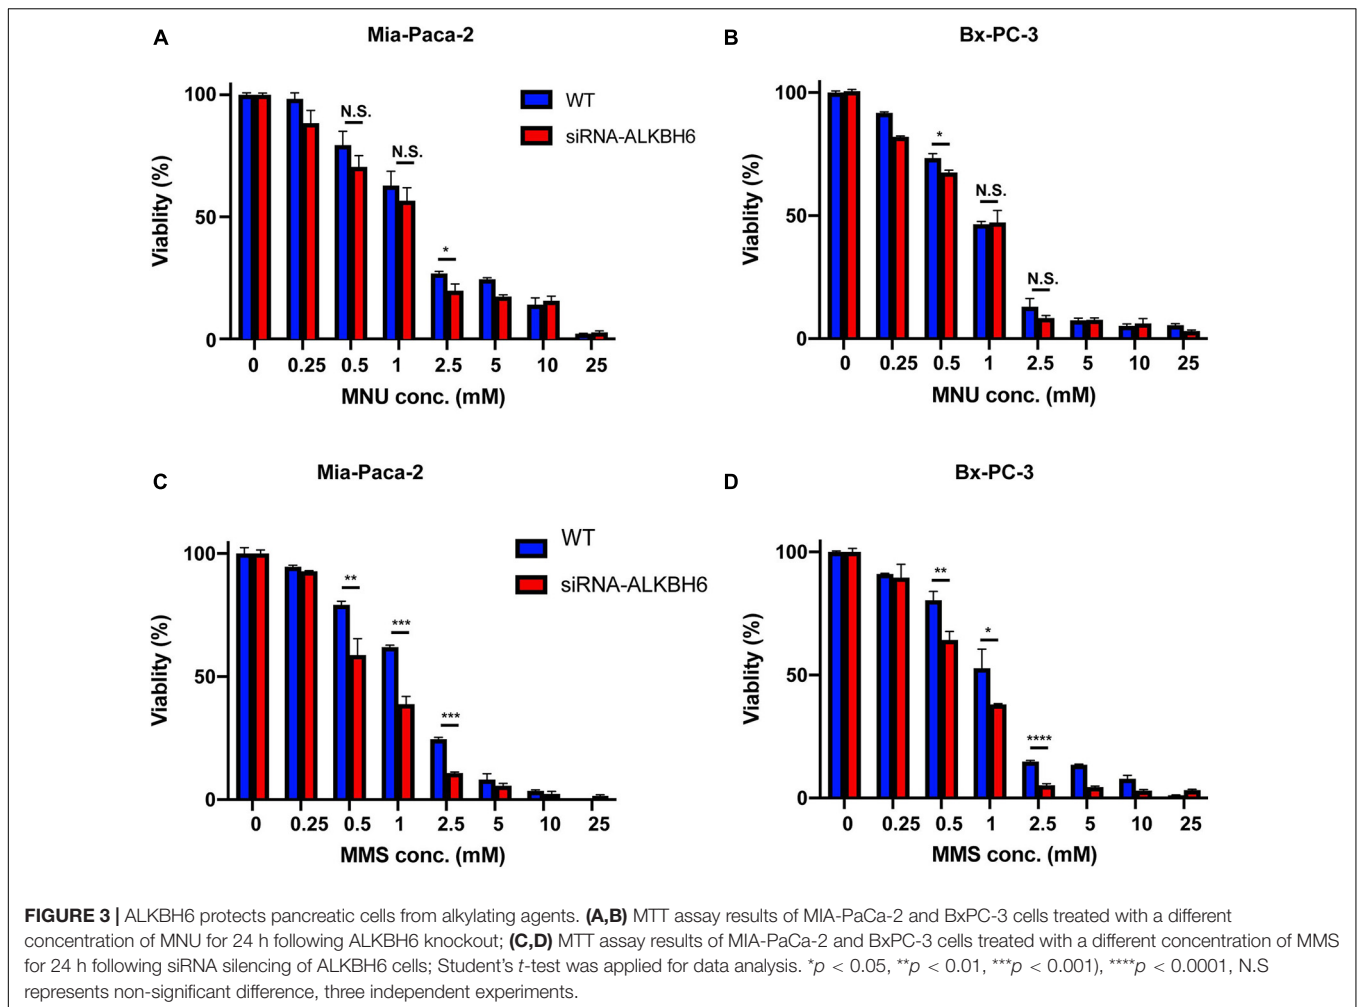 A
Mia-Paca-2
B
Bx-PC-3
Viablity (%)
100
50
0
N.S.
N.S.
*
WT
siRNA-ALKBH6
0 0.25 0.5 1 2.5 5 10 25
MNU conc. (mM)
Viablity (%)
100
50
0
*
N.S.
N.S.
0 0.25 0.5 1 2.5 5 10 25
MNU conc. (mM)
C
Mia-Paca-2
D
Bx-PC-3
Viablity (%)
100
50
0
**
***
***
WT
siRNA-ALKBH6
0 0.25 0.5 1 2.5 5 10 25
MMS conc. (mM)
Viablity (%)
100
50
0
**
*
****
0 0.25 0.5 1 2.5 5 10 25
MMS conc. (mM)
FIGURE 3 | ALKBH6 protects pancreatic cells from alkylating agents. (A,B) MTT assay results of MIA-PaCa-2 and BxPC-3 cells treated with a different
concentration of MNU for 24 h following ALKBH6 knockout; (C,D) MTT assay results of MIA-PaCa-2 and BxPC-3 cells treated with a different concentration of MMS
for 24 h following siRNA silencing of ALKBH6 cells; Student's t-test was applied for data analysis. *p < 0.05, **p < 0.01, ***p < 0.001), ****p < 0.0001, N.S
represents non-significant difference, three independent experiments.